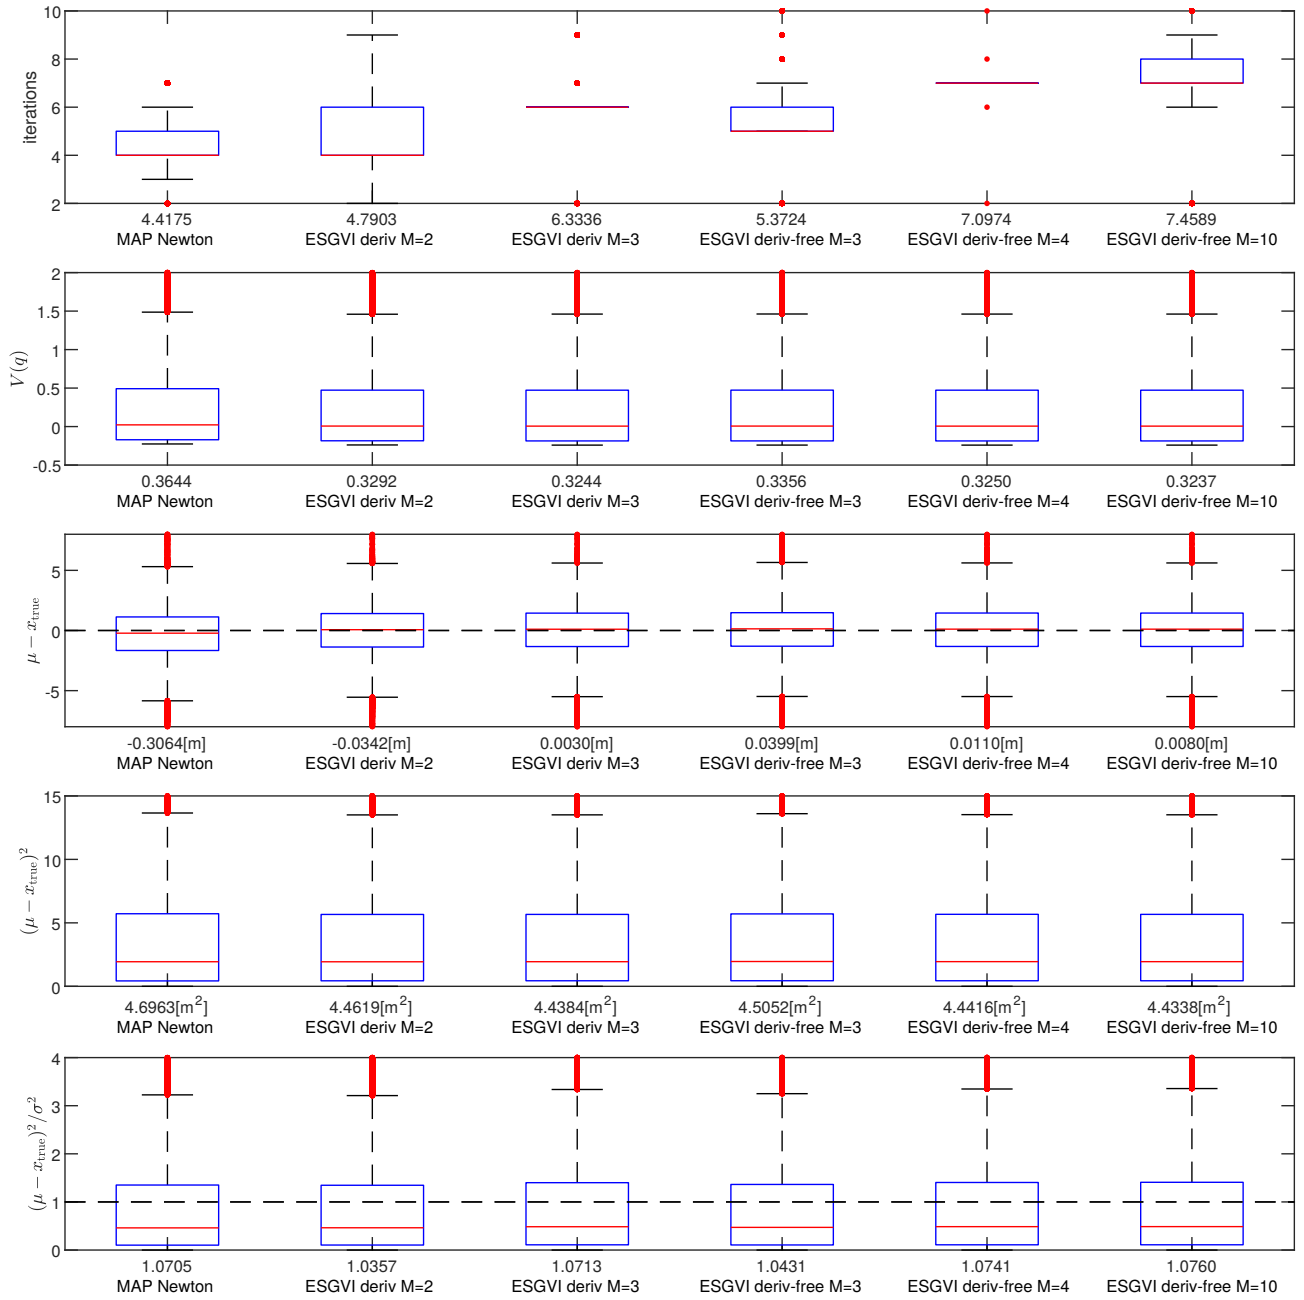 10
8
6
4
2
iterations
4.4175 4.7903 6.3336 5.3724 7.0974 7.4589
MAP Newton ESGVI deriv M=2 ESGVI deriv M=3 ESGVI deriv-free M=3 ESGVI deriv-free M=4 ESGVI deriv-free M=10
2
1.5
1
0.5
0
-0.5
V(q)
0.3644 0.3292 0.3244 0.3356 0.3250 0.3237
MAP Newton ESGVI deriv M=2 ESGVI deriv M=3 ESGVI deriv-free M=3 ESGVI deriv-free M=4 ESGVI deriv-free M=10
5
0
-5
μ − x_true
-0.3064[m] -0.0342[m] 0.0030[m] 0.0399[m] 0.0110[m] 0.0080[m]
MAP Newton ESGVI deriv M=2 ESGVI deriv M=3 ESGVI deriv-free M=3 ESGVI deriv-free M=4 ESGVI deriv-free M=10
15
10
5
0
(μ − x_true)²
4.6963[m²] 4.4619[m²] 4.4384[m²] 4.5052[m²] 4.4416[m²] 4.4338[m²]
MAP Newton ESGVI deriv M=2 ESGVI deriv M=3 ESGVI deriv-free M=3 ESGVI deriv-free M=4 ESGVI deriv-free M=10
4
3
2
1
0
(μ − x_true)²/σ²
1.0705 1.0357 1.0713 1.0431 1.0741 1.0760
MAP Newton ESGVI deriv M=2 ESGVI deriv M=3 ESGVI deriv-free M=3 ESGVI deriv-free M=4 ESGVI deriv-free M=10